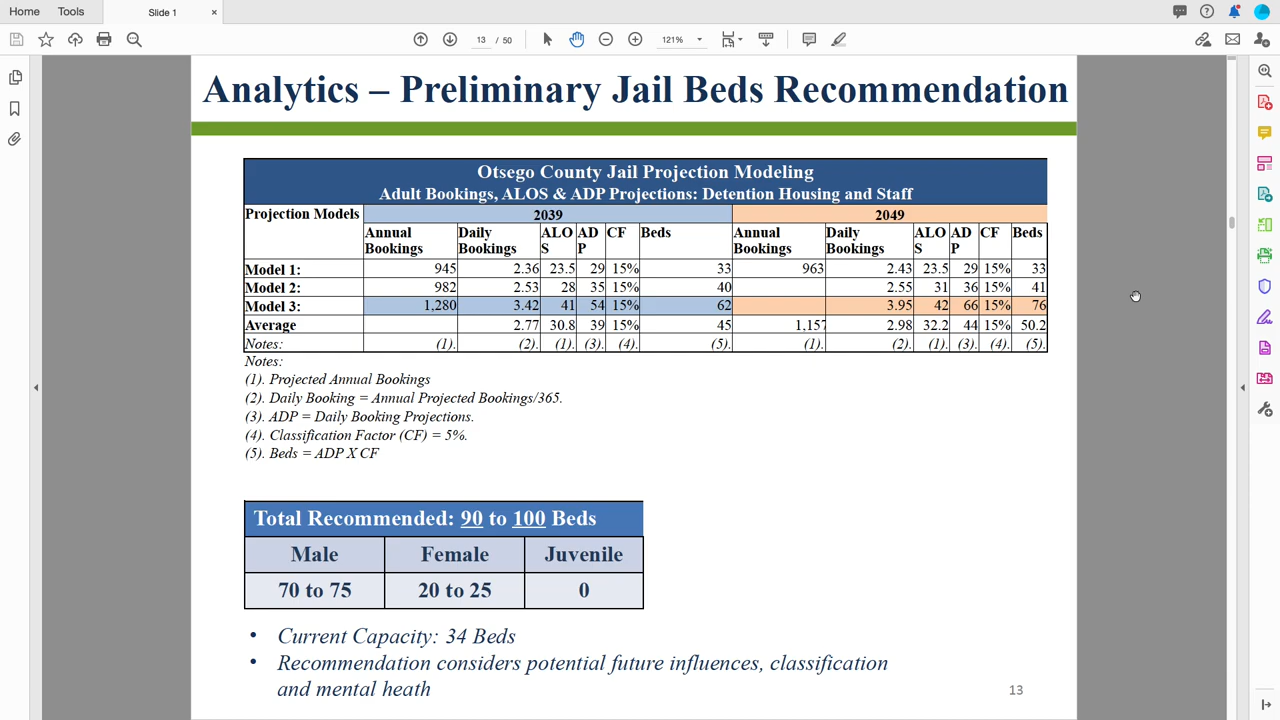 Home Tools Slide 1 ×
13 / 50 121%
Analytics – Preliminary Jail Beds Recommendation
Otsego County Jail Projection Modeling
Adult Bookings, ALOS & ADP Projections: Detention Housing and Staff
Projection Models 2039 2049
Annual Bookings Daily Bookings ALOS ADP CF Beds Annual Bookings Daily Bookings ALOS ADP CF Beds
Model 1: 945 2.36 23.5 29 15% 33 963 2.43 23.5 29 15% 33
Model 2: 982 2.53 28 35 15% 40 2.55 31 36 15% 41
Model 3: 1,280 3.42 41 54 15% 62 3.95 42 66 15% 76
Average 2.77 30.8 39 15% 45 1,157 2.98 32.2 44 15% 50.2
Notes: (1). (2). (1). (3). (4). (5). (1). (2). (1). (3). (4). (5).
Notes:
(1). Projected Annual Bookings
(2). Daily Booking = Annual Projected Bookings/365.
(3). ADP = Daily Booking Projections.
(4). Classification Factor (CF) = 5%.
(5). Beds = ADP X CF
Total Recommended: 90 to 100 Beds
Male Female Juvenile
70 to 75 20 to 25 0
• Current Capacity: 34 Beds
• Recommendation considers potential future influences, classification
and mental heath
13